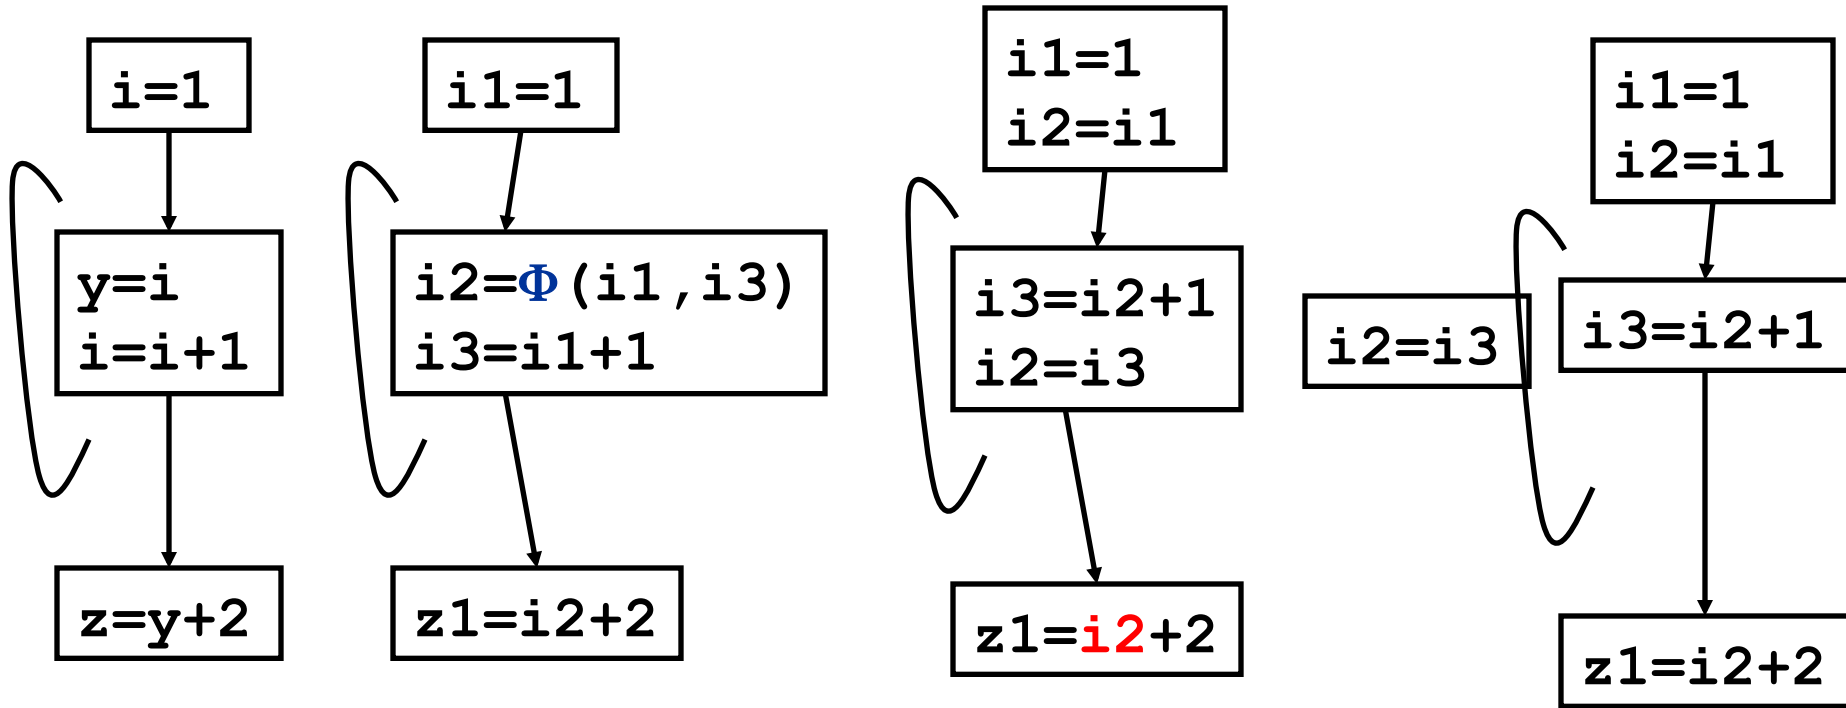 i=1
y=i
i=i+1
z=y+2
i1=1
i2=Φ(i1,i3)
i3=i1+1
z1=i2+2
i1=1
i2=i1
i3=i2+1
i2=i3
z1=i2+2
i1=1
i2=i1
i2=i3
i3=i2+1
z1=i2+2